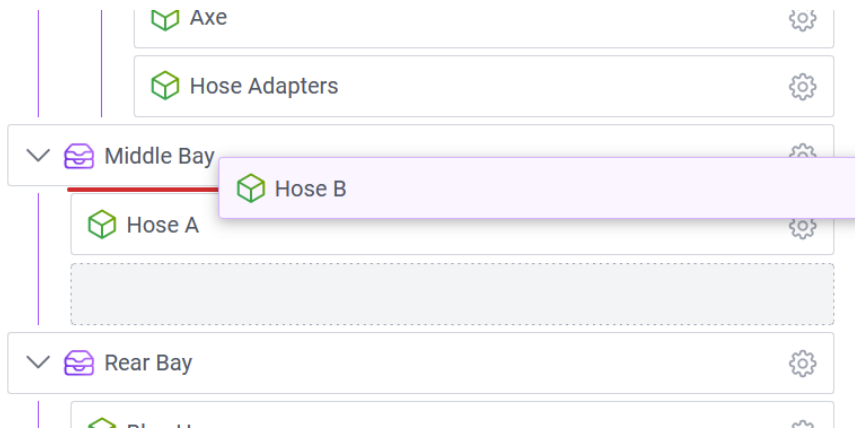 Axe
Hose Adapters
Middle Bay
Hose B
Hose A
Rear Bay